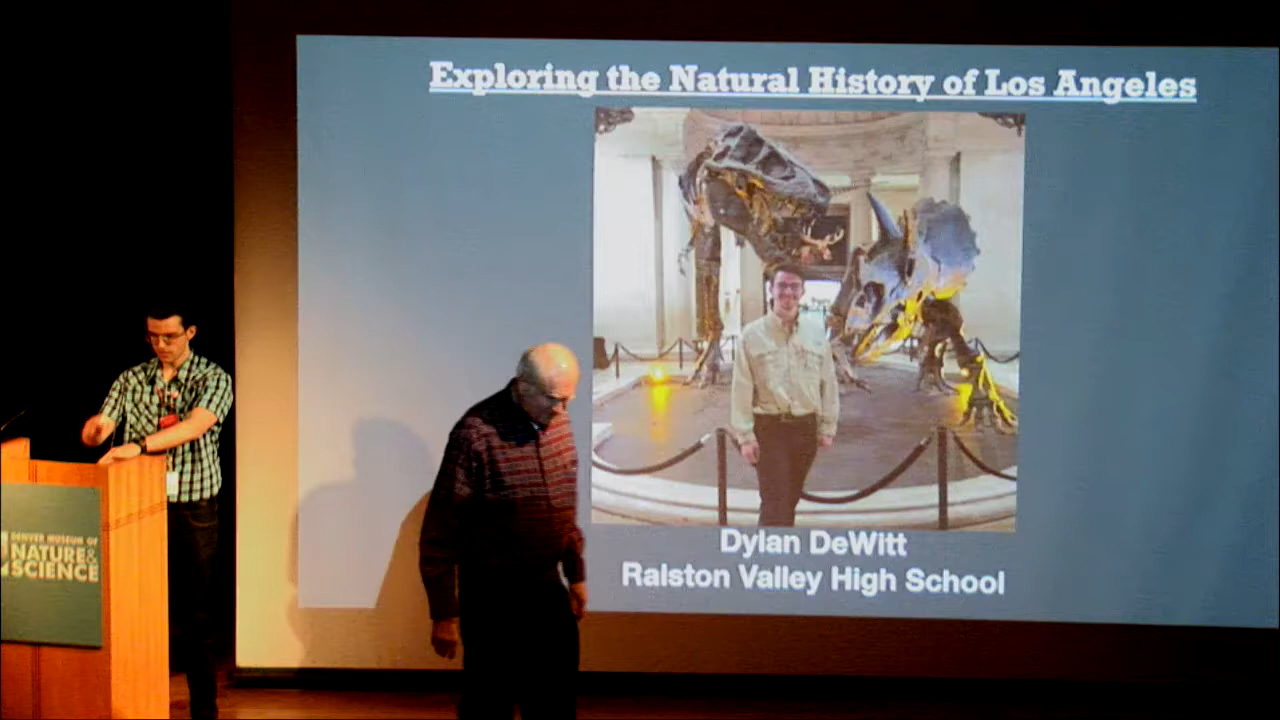 Exploring the Natural History of Los Angeles
Dylan DeWitt
Ralston Valley High School
DENVER MUSEUM OF
NATURE&
SCIENCE